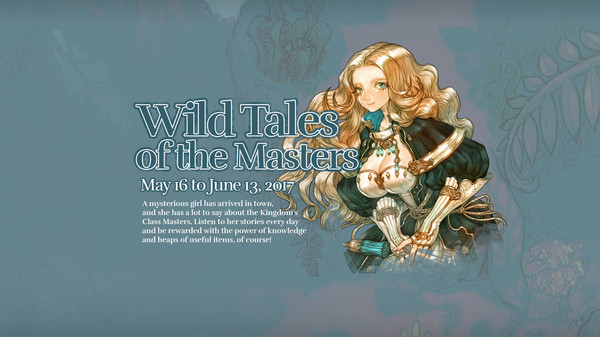 Wild Tales
of the Masters
May 16 to June 13, 2017
A mysterious girl has arrived in town,
and she has a lot to say about the Kingdom's
Class Masters. Listen to her stories every day
and be rewarded with the power of knowledge
and heaps of useful items, of course!